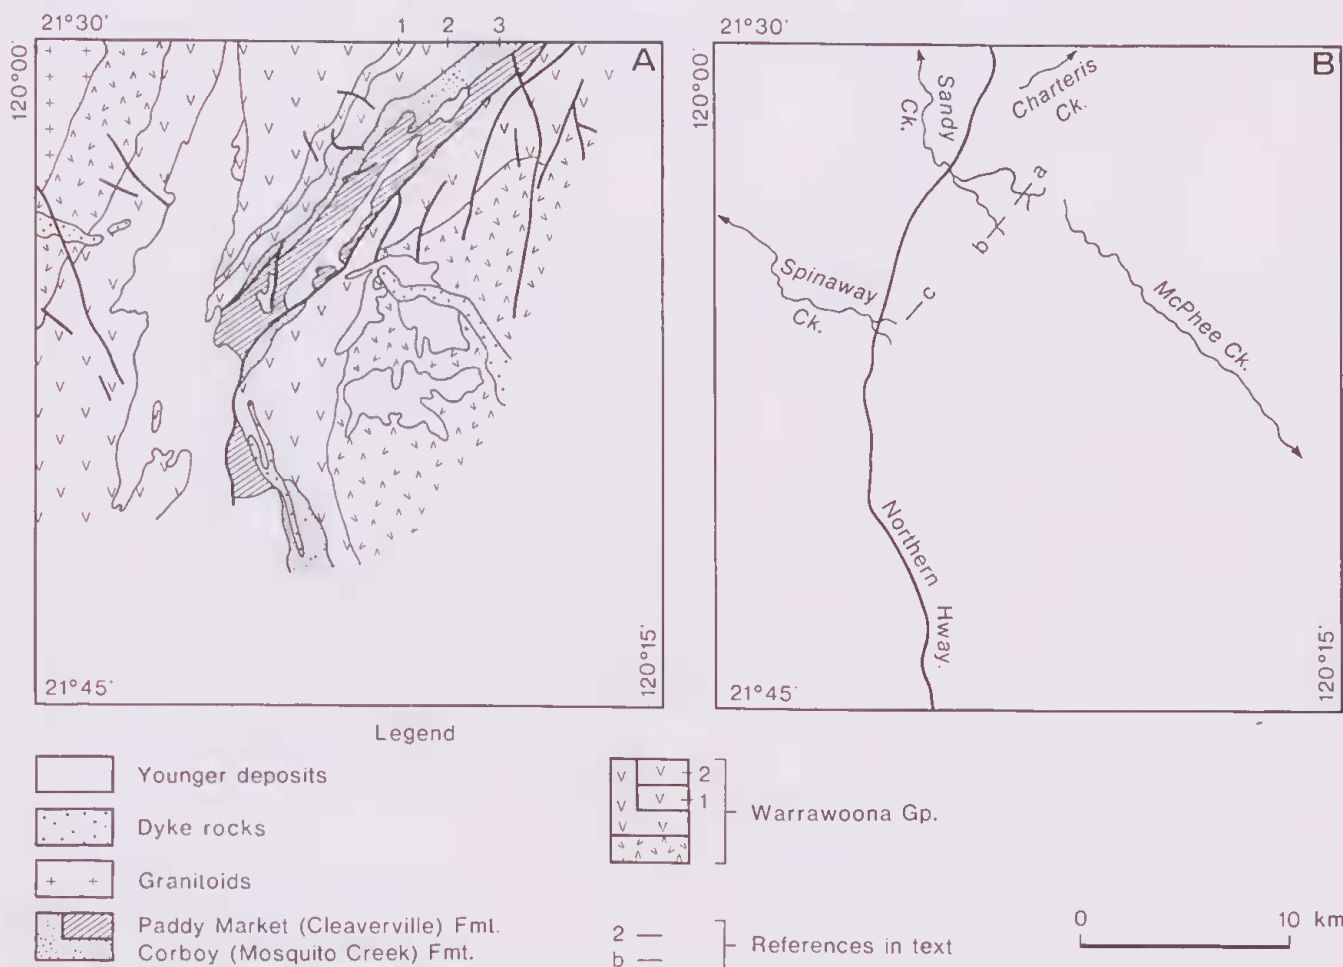 21°30'
1 2 3
120°00'
A
21°45'
120°15'
21°30'
120°00'
B
Sandy Ck.
Charteris Ck.
a
b
c
Spinaway Ck.
McPhee Ck.
Northern Hway.
21°45'
120°15'
Legend
Younger deposits
Dyke rocks
Granitoids
Paddy Market (Cleaverville) Fmt.
Corboy (Mosquito Creek) Fmt.
2
1
Warrawoona Gp.
2 —
b —
References in text
0 10 km